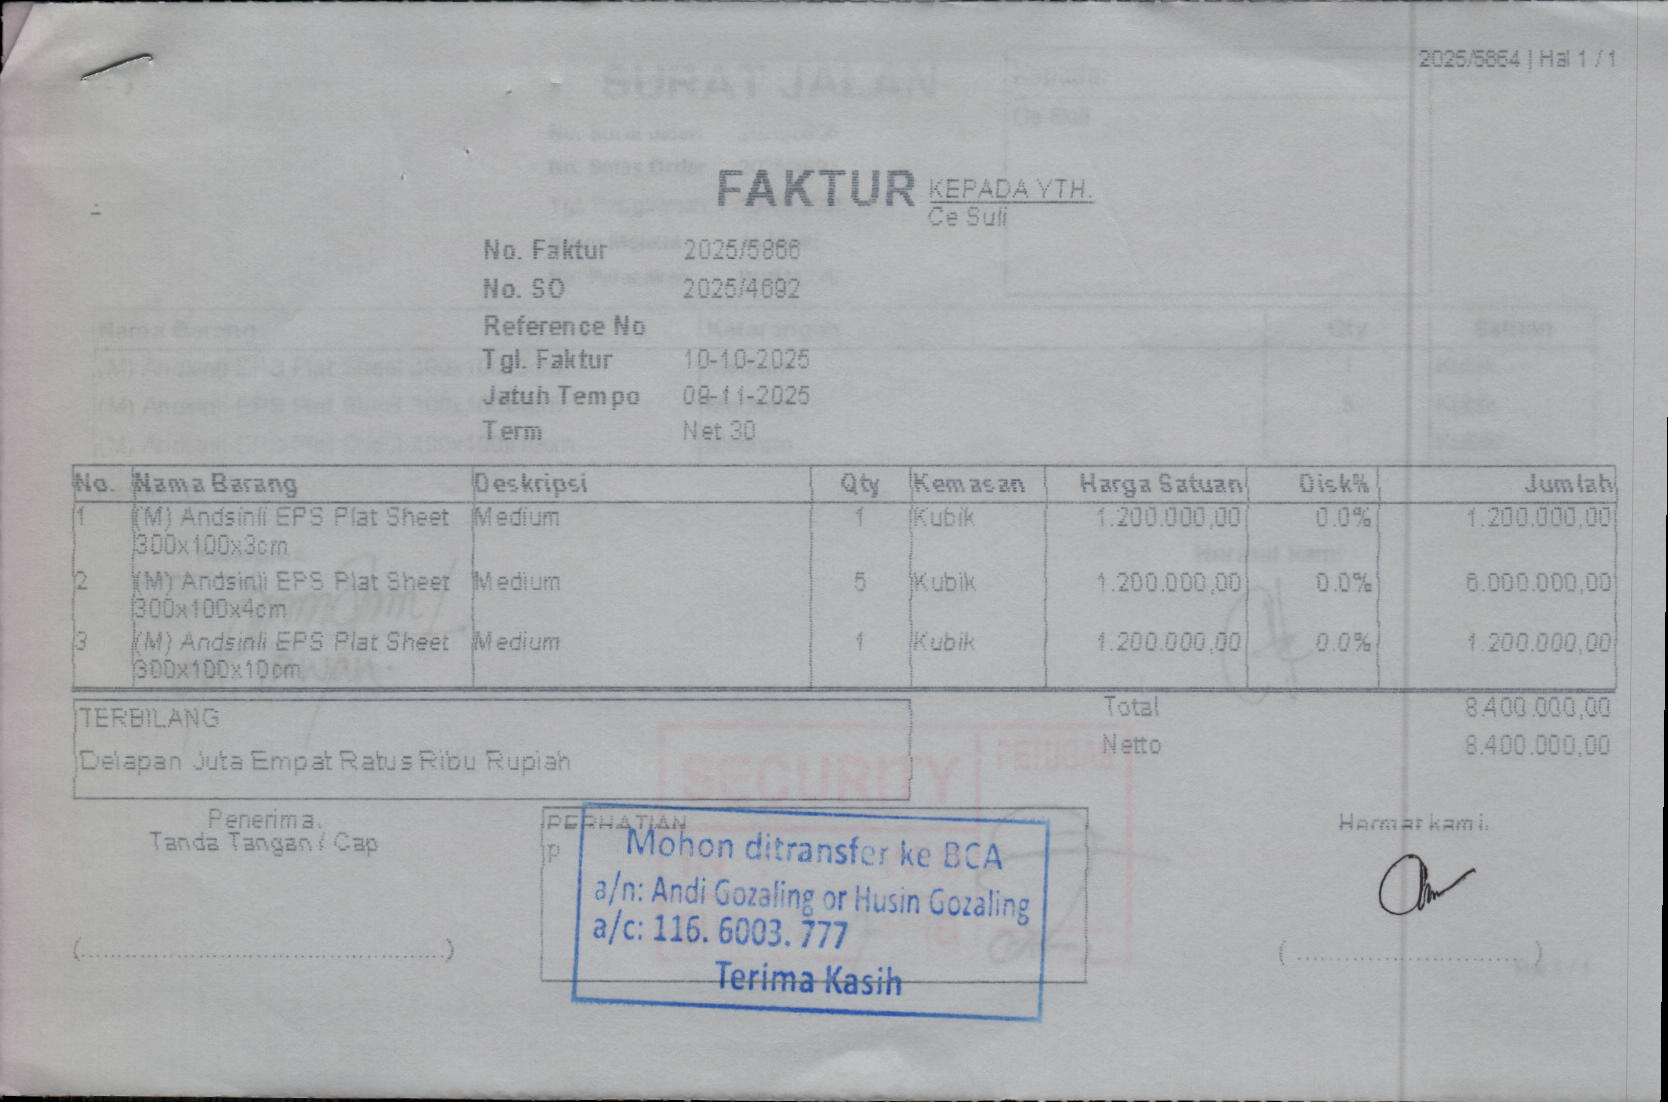 2025/5864 | Hal 1 / 1
FAKTUR
KEPADA YTH.
Ce Suli
No. Faktur 2025/5866
No. SO 2025/4692
Reference No
Tgl. Faktur 10-10-2025
Jatuh Tempo 09-11-2025
Term Net 30
No. Nama Barang Deskripsi Qty Kemasan Harga Satuan Disk% Jumlah
1 (M) Andsinli EPS Plat Sheet Medium 1 Kubik 1.200.000,00 0.0% 1.200.000,00
300x100x3cm
2 (M) Andsinli EPS Plat Sheet Medium 5 Kubik 1.200.000,00 0.0% 6.000.000,00
300x100x4cm
3 (M) Andsinli EPS Plat Sheet Medium 1 Kubik 1.200.000,00 0.0% 1.200.000,00
300x100x10cm
Total 8.400.000,00
Netto 8.400.000,00
TERBILANG
Delapan Juta Empat Ratus Ribu Rupiah
SECURITY
PETUGAS
Penerima,
Tanda Tangan / Cap
PERHATIAN
Hormat kami,
Mohon ditransfer ke BCA
a/n: Andi Gozaling or Husin Gozaling
a/c: 116. 6003. 777
Terima Kasih
(............................................)
(............................)